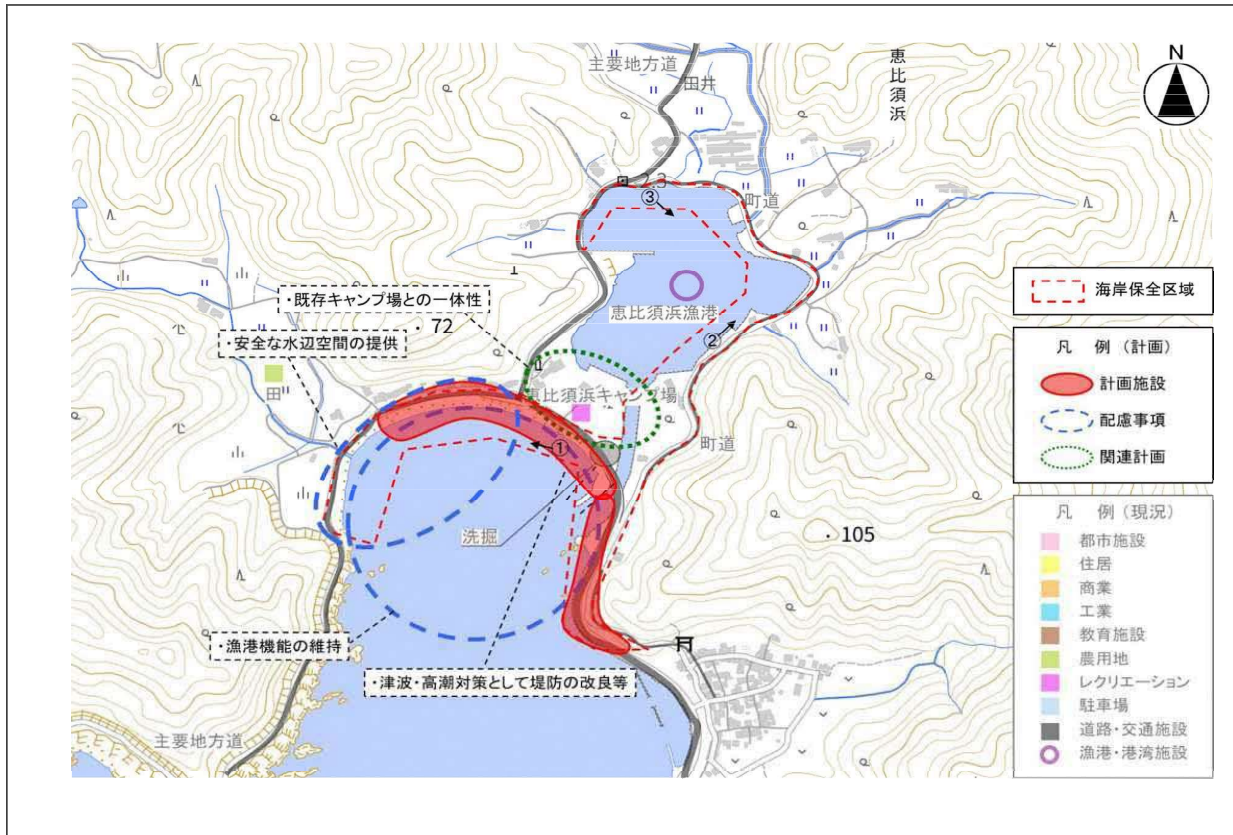 主要地方道
田井
恵比須浜
N
2.3
③
町道
・既存キャンプ場との一体性
・72
恵比須浜漁港
②
・安全な水辺空間の提供
田
恵比須浜キャンプ場
①
町道
洗掘
・105
・漁港機能の維持
・津波・高潮対策として堤防の改良等
主要地方道
海岸保全区域
凡 例(計画)
計画施設
配慮事項
関連計画
凡 例(現況)
都市施設
住居
商業
工業
教育施設
農用地
レクリエーション
駐車場
道路・交通施設
漁港・港湾施設